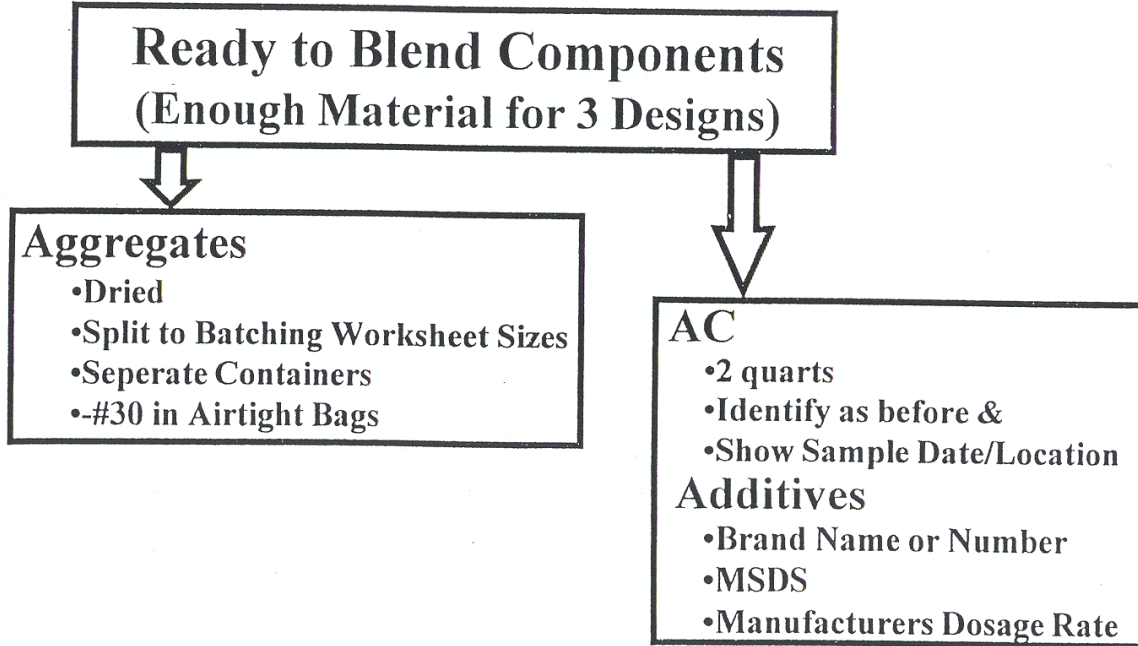 Ready to Blend Components
(Enough Material for 3 Designs)
Aggregates
•Dried
•Split to Batching Worksheet Sizes
•Seperate Containers
•-#30 in Airtight Bags
AC
•2 quarts
•Identify as before &
•Show Sample Date/Location
Additives
•Brand Name or Number
•MSDS
•Manufacturers Dosage Rate